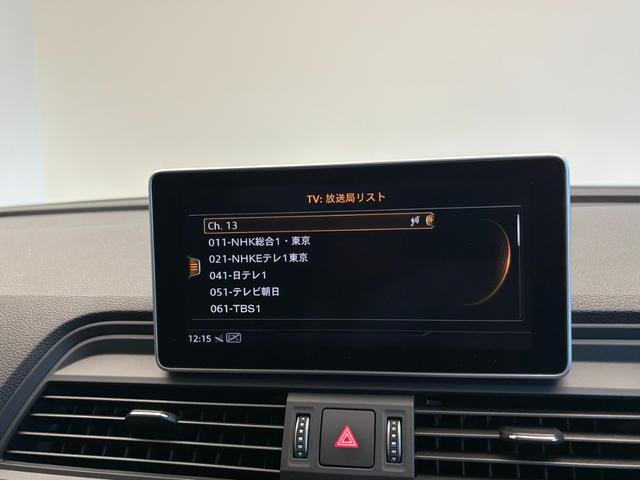 TV: 放送局リスト
Ch. 13
011-NHK総合1・東京
021-NHKEテレ1東京
041-日テレ1
051-テレビ朝日
061-TBS1
12:15